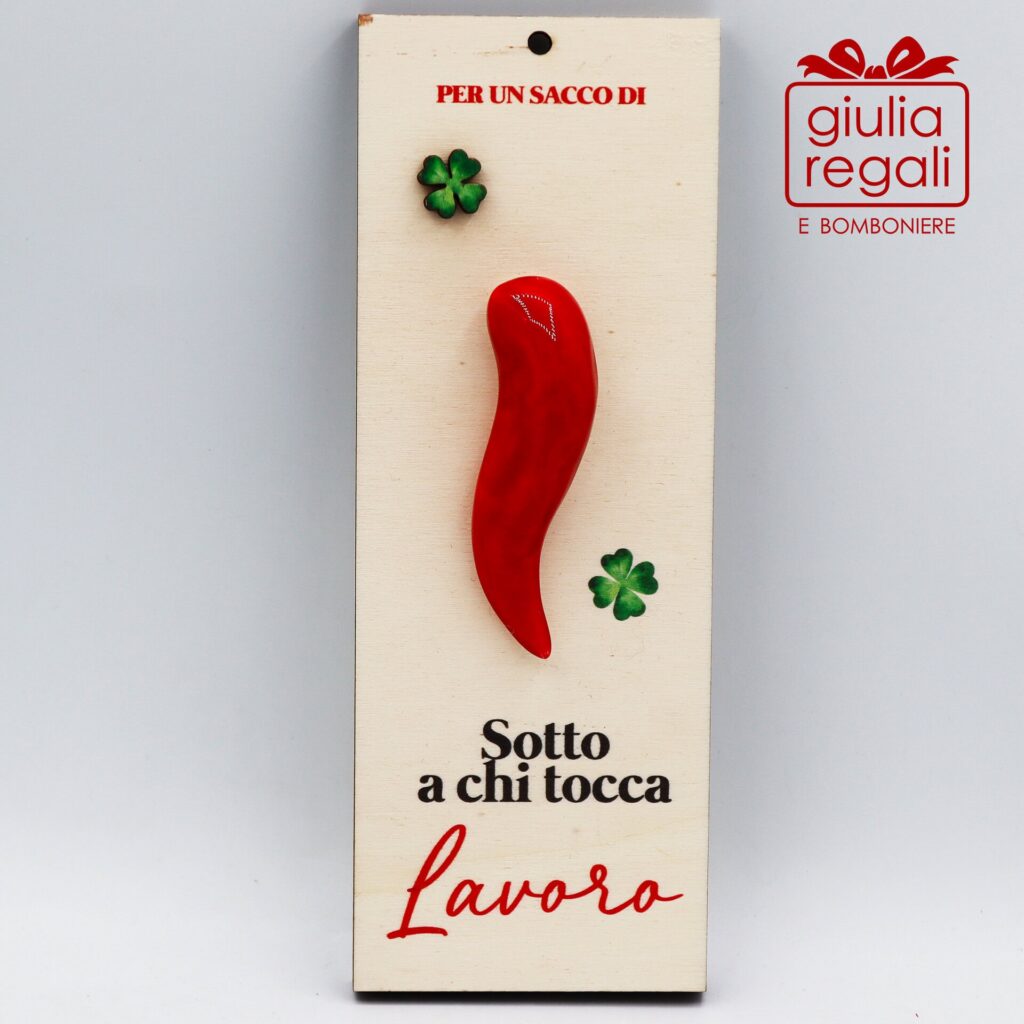 PER UN SACCO DI
giulia
regali
E BOMBONIERE
Sotto
a chi tocca
Lavoro